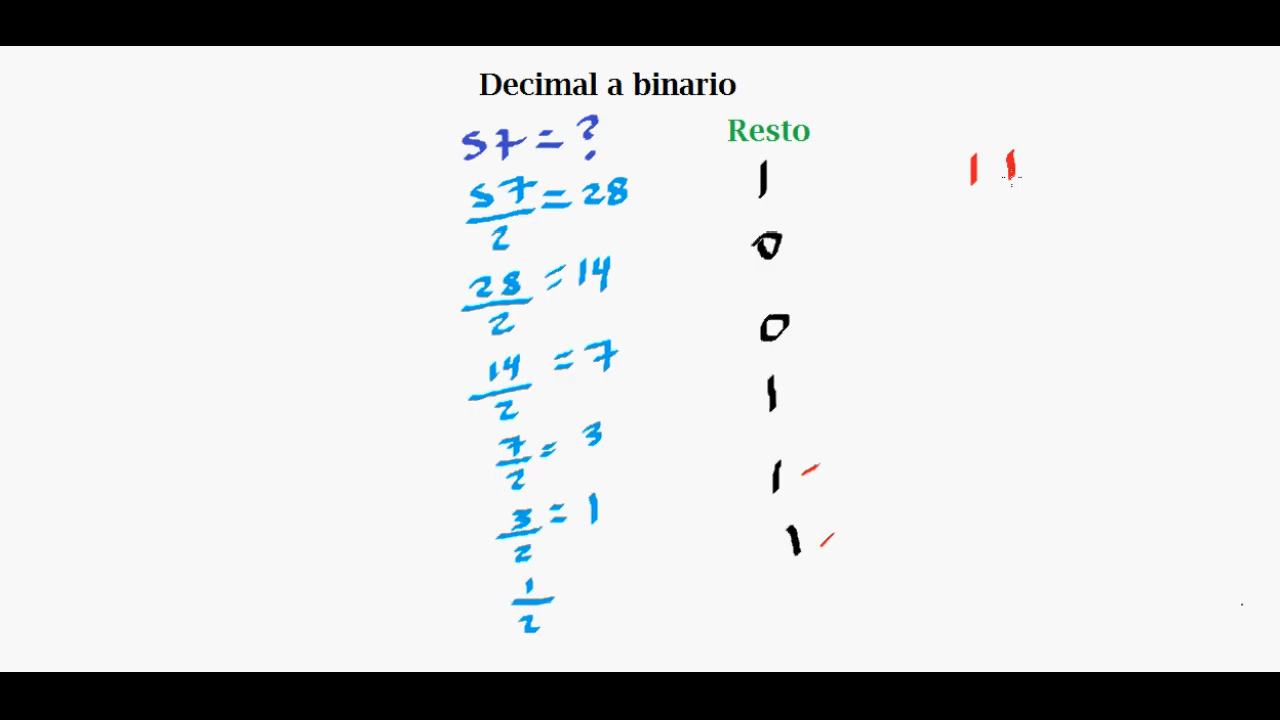 Decimal a binario
57 = ?
Resto
57/2 = 28
1
1 1
28/2 = 14
0
14/2 = 7
0
7/2 = 3
1
3/2 = 1
1
1/2
1